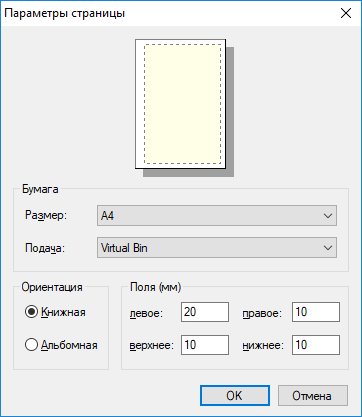 Параметры страницы
Бумага
Размер: A4
Подача: Virtual Bin
Ориентация
Книжная
Альбомная
Поля (мм)
левое: 20 правое: 10
верхнее: 10 нижнее: 10
OK Отмена